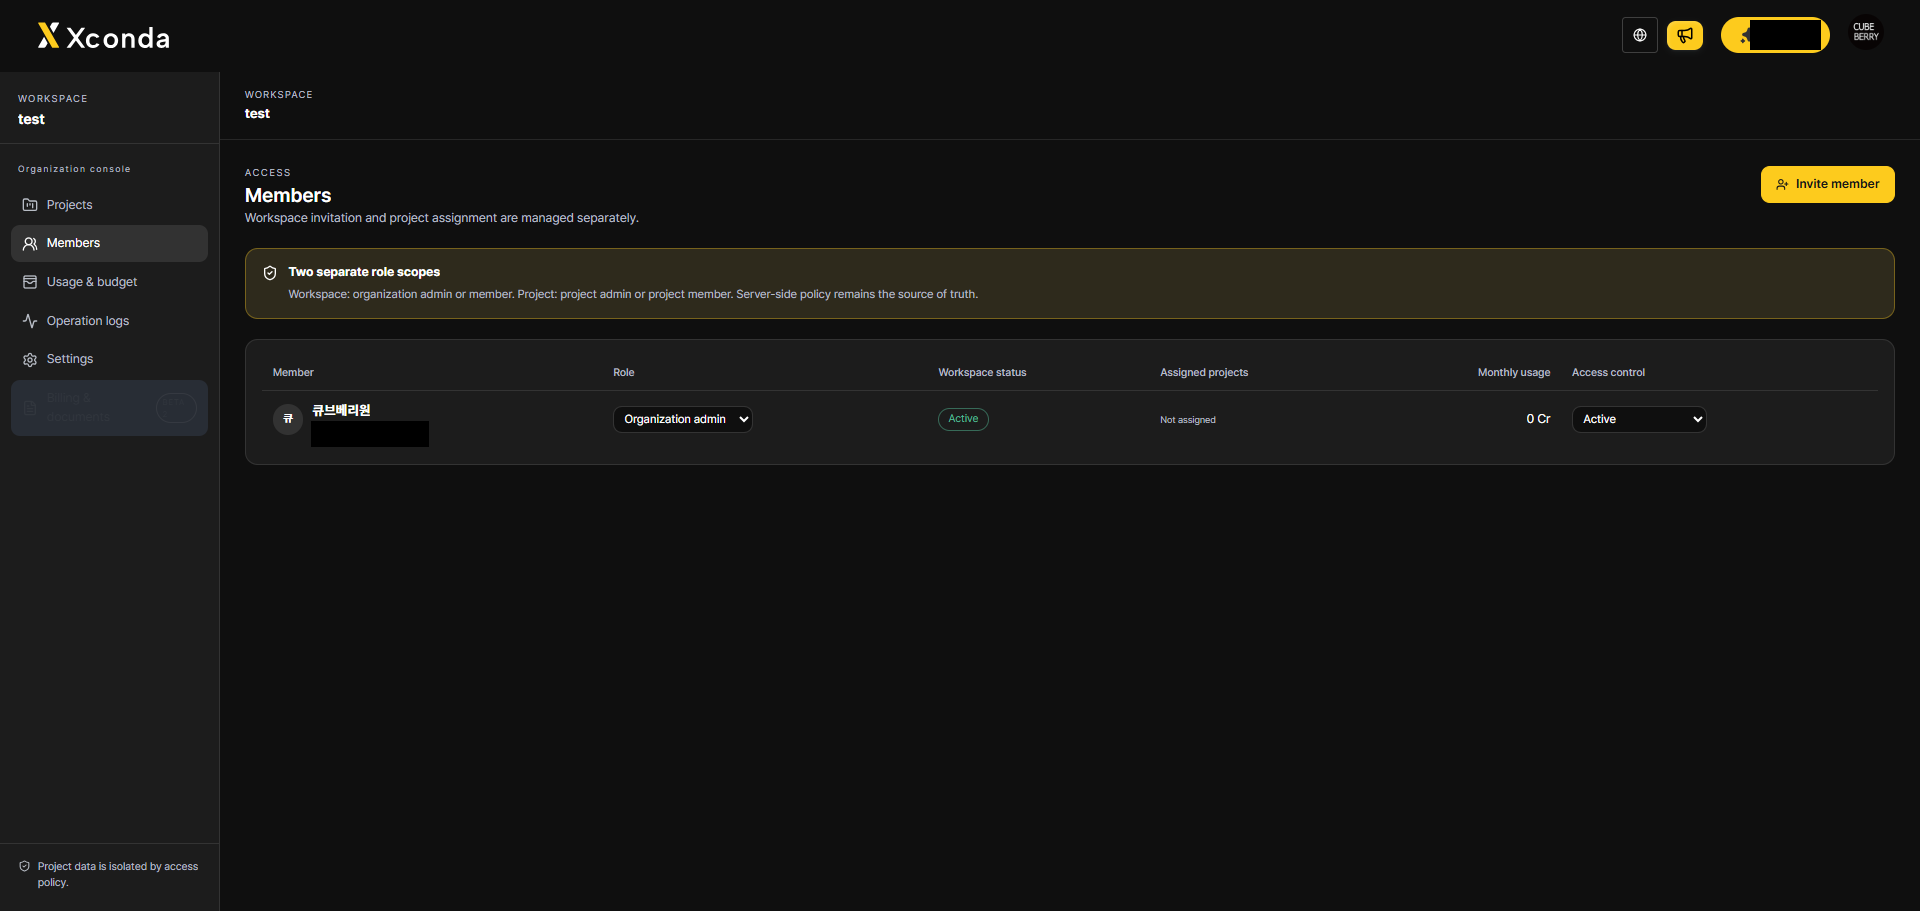 Xconda
CUBE
BERRY
WORKSPACE
test
Organization console
Projects
Members
Usage & budget
Operation logs
Settings
Billing &
documents
Project data is isolated by access
policy.
WORKSPACE
test
ACCESS
Members
Workspace invitation and project assignment are managed separately.
Invite member
Two separate role scopes
Workspace: organization admin or member. Project: project admin or project member. Server-side policy remains the source of truth.
Member Role Workspace status Assigned projects Monthly usage Access control
큐 큐브베리원 Organization admin Active Not assigned 0 Cr Active